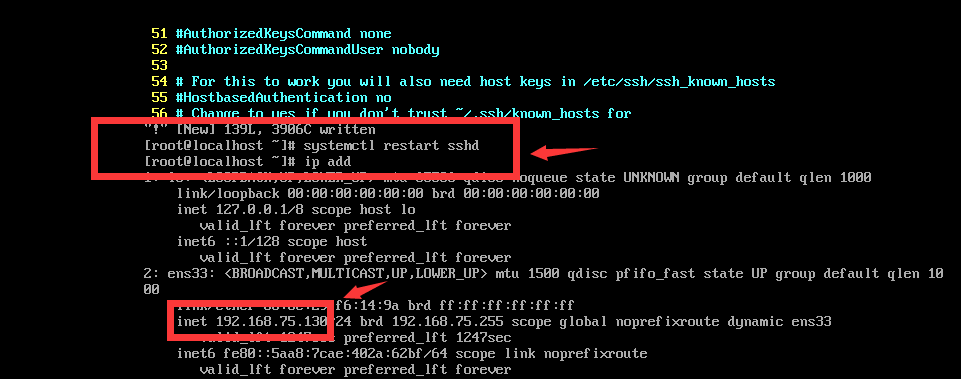 51 #AuthorizedKeysCommand none
52 #AuthorizedKeysCommandUser nobody
53
54 # For this to work you will also need host keys in /etc/ssh/ssh_known_hosts
55 #HostbasedAuthentication no
56 # Change to yes if you don't trust ~/.ssh/known_hosts for
"!" [New] 139L, 3906C written
[root@localhost ~]# systemctl restart sshd
[root@localhost ~]# ip add
1: lo: <LOOPBACK,UP,LOWER_UP> mtu 65536 qdisc noqueue state UNKNOWN group default qlen 1000
link/loopback 00:00:00:00:00:00 brd 00:00:00:00:00:00
inet 127.0.0.1/8 scope host lo
valid_lft forever preferred_lft forever
inet6 ::1/128 scope host
valid_lft forever preferred_lft forever
2: ens33: <BROADCAST,MULTICAST,UP,LOWER_UP> mtu 1500 qdisc pfifo_fast state UP group default qlen 10
00
link/ether f6:14:9a brd ff:ff:ff:ff:ff:ff
inet 192.168.75.130/24 brd 192.168.75.255 scope global noprefixroute dynamic ens33
valid_lft 1247sec preferred_lft 1247sec
inet6 fe80::5aa8:7cae:402a:62bf/64 scope link noprefixroute
valid_lft forever preferred_lft forever